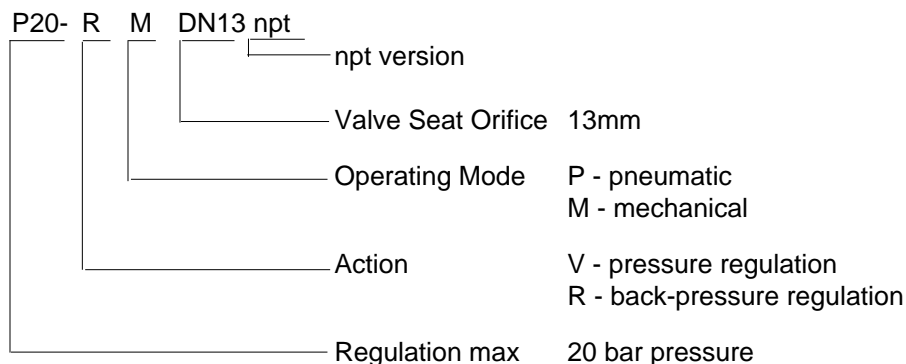 P20- R M DN13 npt
npt version
Valve Seat Orifice 13mm
Operating Mode P - pneumatic
M - mechanical
Action V - pressure regulation
R - back-pressure regulation
Regulation max 20 bar pressure